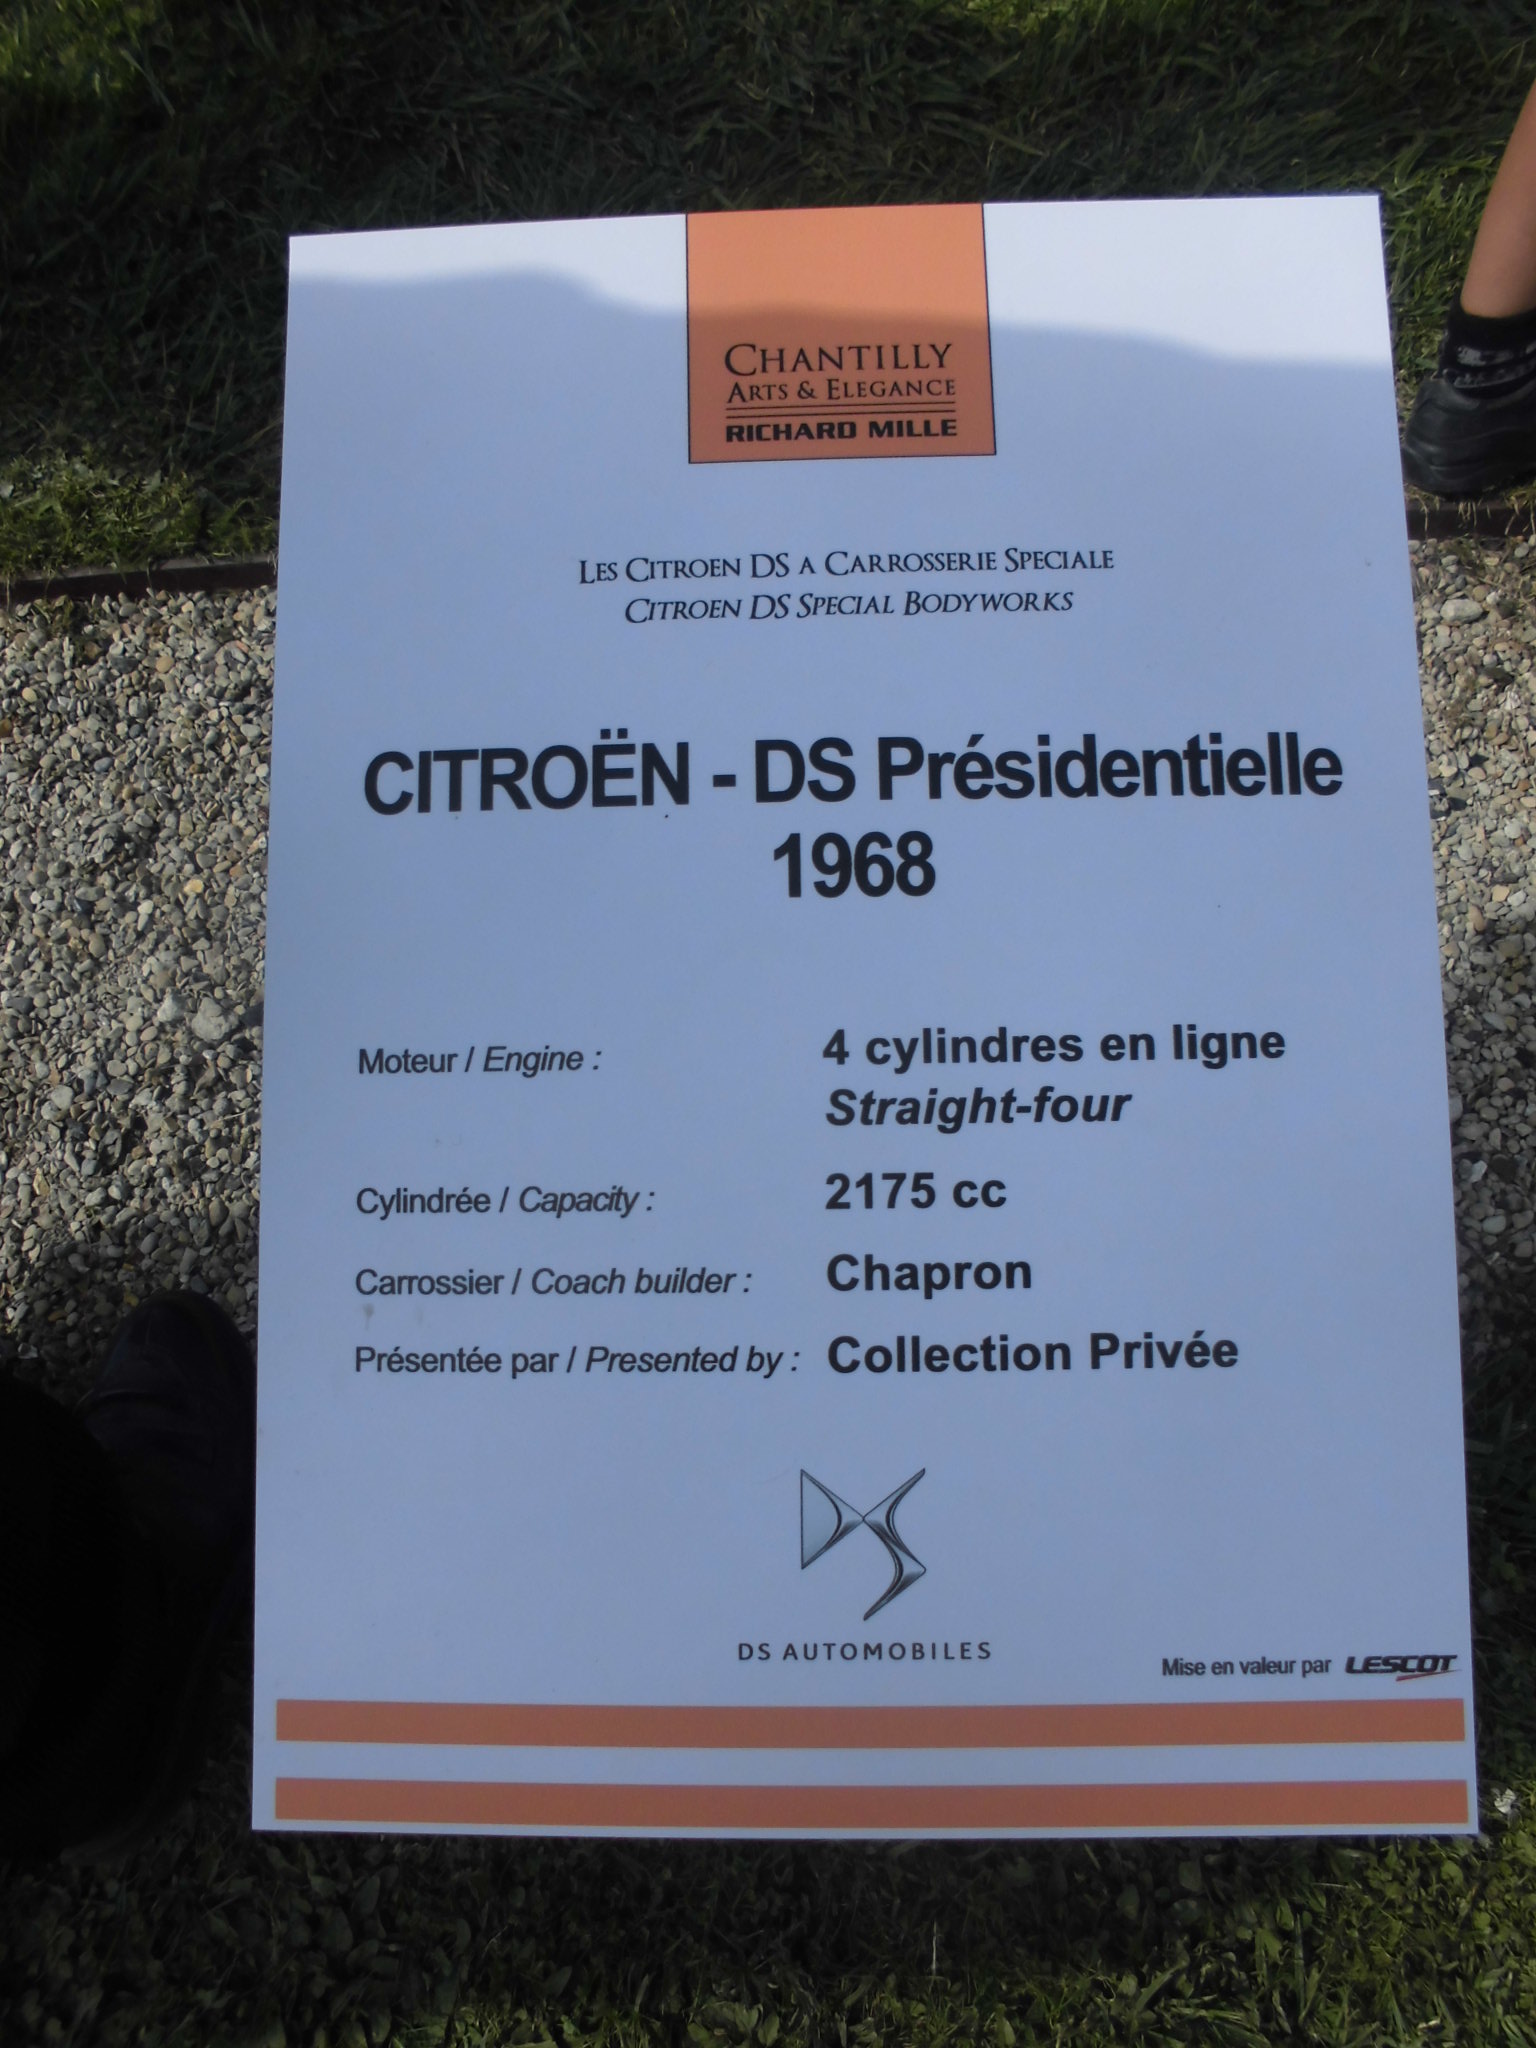 CHANTILLY
ARTS & ELEGANCE
RICHARD MILLE
LES CITROEN DS A CARROSSERIE SPECIALE
CITROEN DS SPECIAL BODYWORKS
CITROËN - DS Présidentielle
1968
Moteur / Engine : 4 cylindres en ligne
Straight-four
Cylindrée / Capacity : 2175 cc
Carrossier / Coach builder : Chapron
Présentée par / Presented by : Collection Privée
DS AUTOMOBILES
Mise en valeur par LESCOT